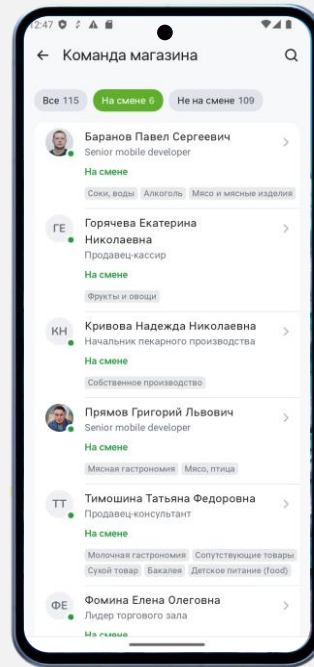 12:47
Команда магазина
Все 115 На смене 6 Не на смене 109
Баранов Павел Сергеевич
Senior mobile developer
На смене
Соки, воды Алкоголь Мясо и мясные изделия
ГЕ
Горячева Екатерина
Николаевна
Продавец-кассир
На смене
Фрукты и овощи
КН
Кривова Надежда Николаевна
Начальник пекарного производства
На смене
Собственное производство
Прямов Григорий Львович
Senior mobile developer
На смене
Мясная гастрономия Мясо, птица
ТТ
Тимошина Татьяна Федоровна
Продавец-консультант
На смене
Молочная гастрономия Сопутствующие товары
Сухой товар Бакалея Детское питание (food)
ФЕ
Фомина Елена Олеговна
Лидер торгового зала
На смене